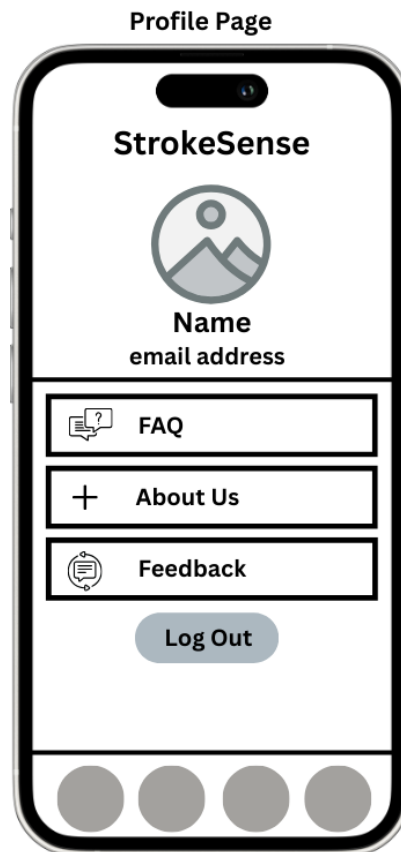 Profile Page
StrokeSense
Name
email address
?
FAQ
About Us
Feedback
Log Out